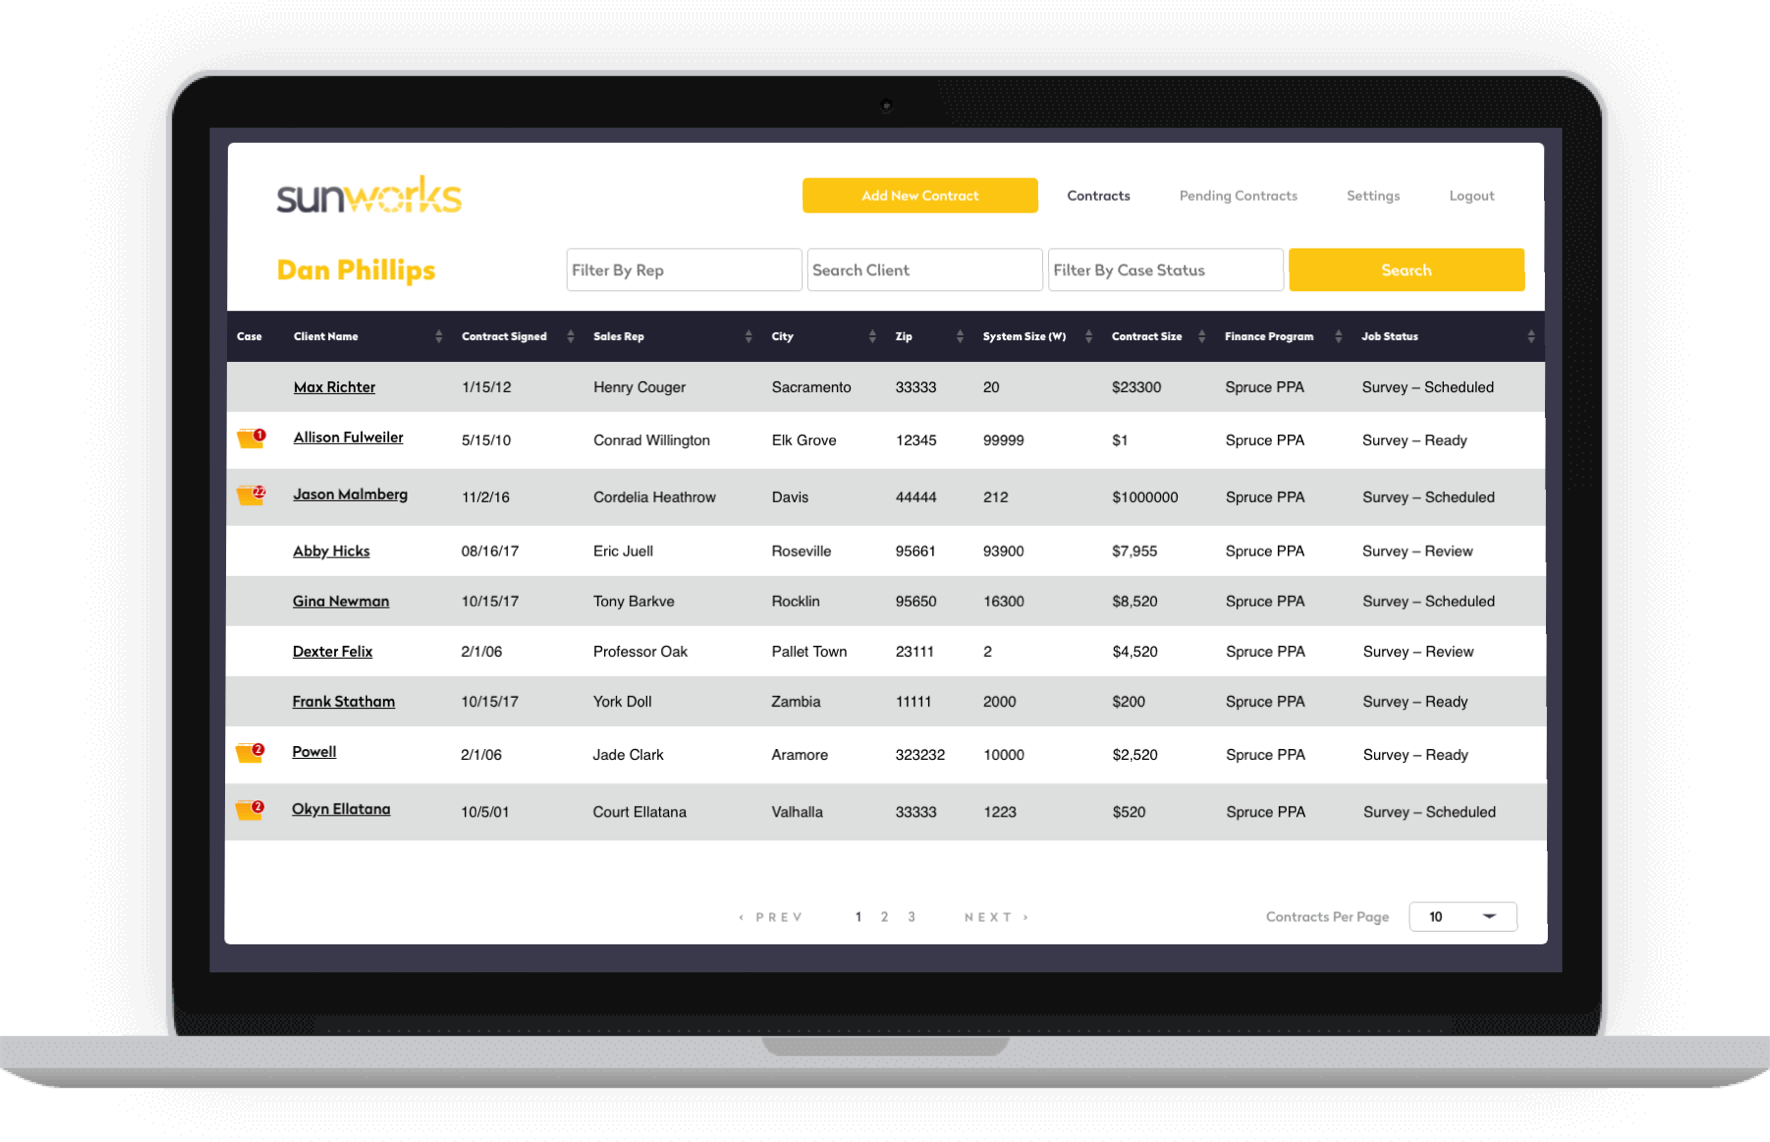 sunworks
Add New Contract Contracts Pending Contracts Settings Logout
Dan Phillips Filter By Rep Search Client Filter By Case Status Search
Case Client Name Contract Signed Sales Rep City Zip System Size (W) Contract Size Finance Program Job Status
Max Richter 1/15/12 Henry Couger Sacramento 33333 20 $23300 Spruce PPA Survey – Scheduled
1 Allison Fulweiler 5/15/10 Conrad Willington Elk Grove 12345 99999 $1 Spruce PPA Survey – Ready
22 Jason Malmberg 11/2/16 Cordelia Heathrow Davis 44444 212 $1000000 Spruce PPA Survey – Scheduled
Abby Hicks 08/16/17 Eric Juell Roseville 95661 93900 $7,955 Spruce PPA Survey – Review
Gina Newman 10/15/17 Tony Barkve Rocklin 95650 16300 $8,520 Spruce PPA Survey – Scheduled
Dexter Felix 2/1/06 Professor Oak Pallet Town 23111 2 $4,520 Spruce PPA Survey – Review
Frank Statham 10/15/17 York Doll Zambia 11111 2000 $200 Spruce PPA Survey – Ready
2 Powell 2/1/06 Jade Clark Aramore 323232 10000 $2,520 Spruce PPA Survey – Ready
2 Okyn Ellatana 10/5/01 Court Ellatana Valhalla 33333 1223 $520 Spruce PPA Survey – Scheduled
‹ PREV 1 2 3 NEXT › Contracts Per Page 10